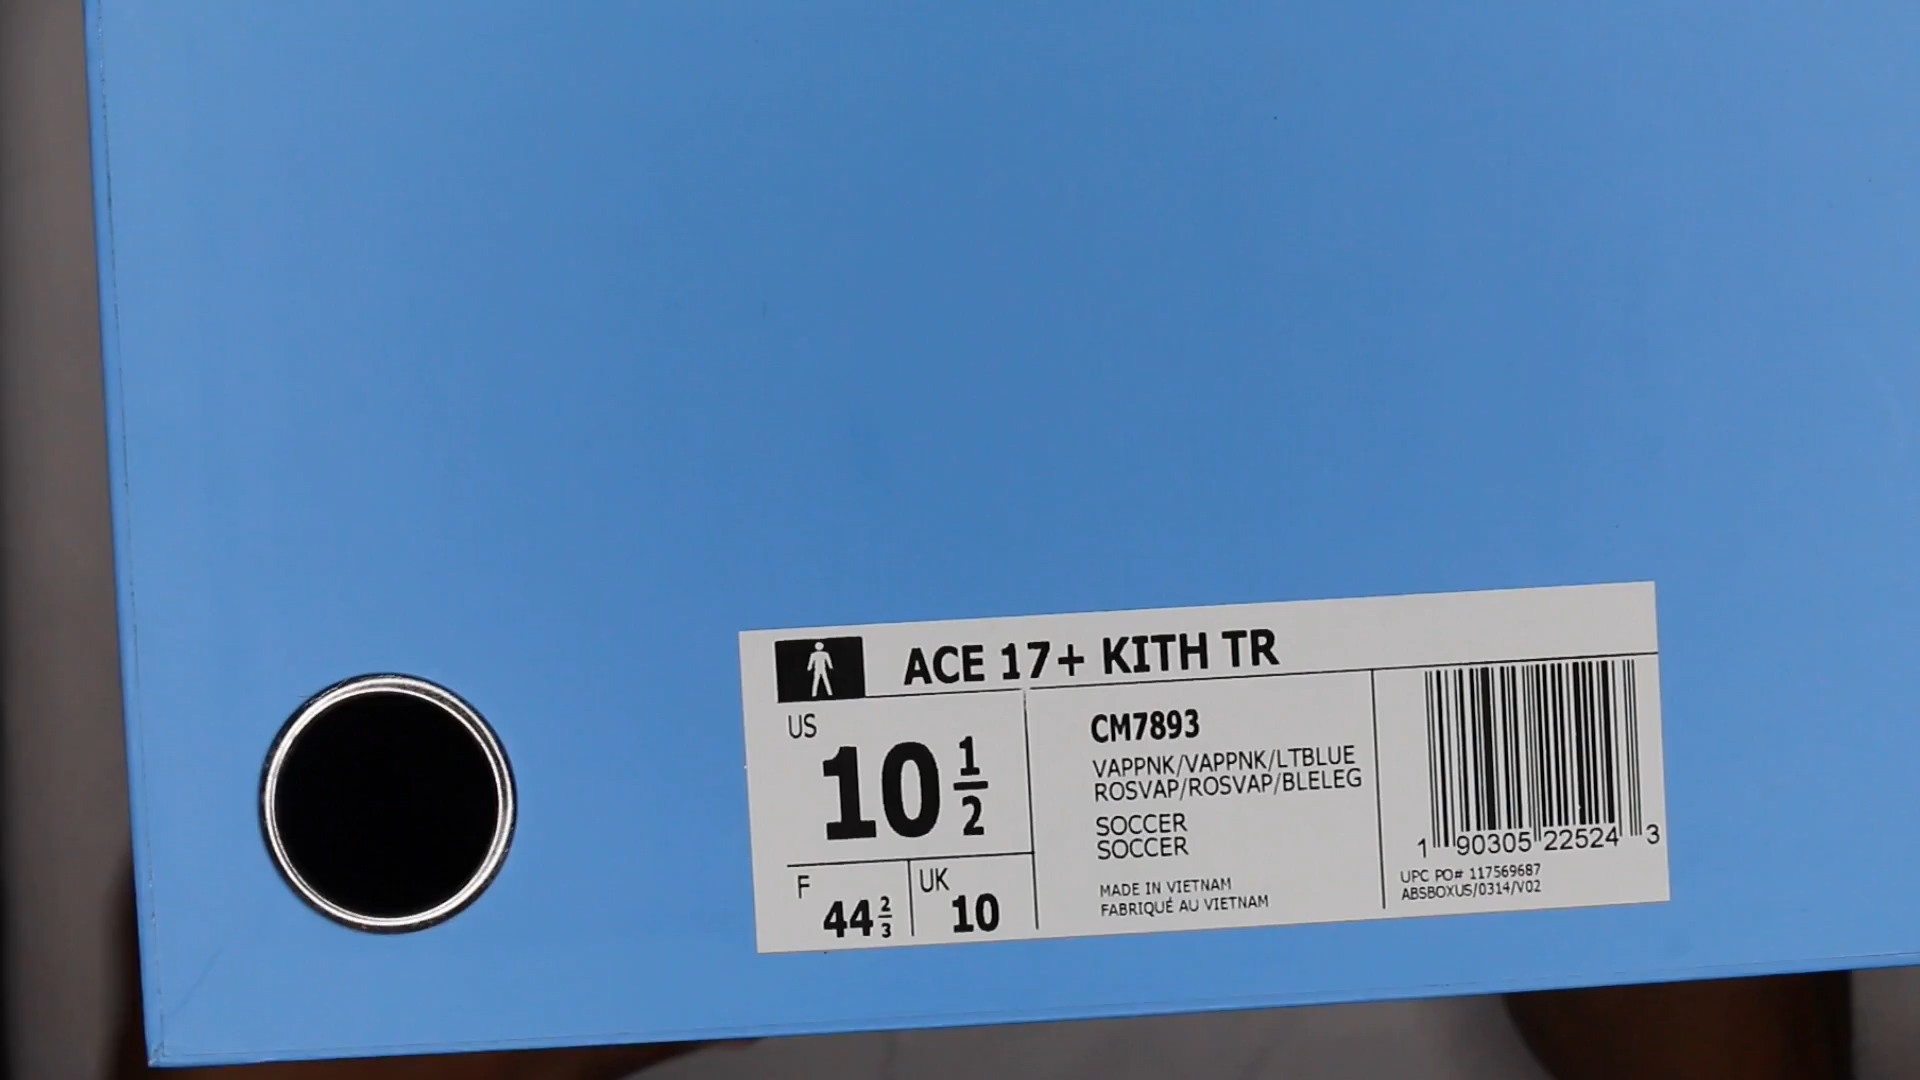 ACE 17+ KITH TR
US
10 1/2
F
44 2/3
UK
10
CM7893
VAPPNK/VAPPNK/LTBLUE
ROSVAP/ROSVAP/BLELEG
SOCCER
SOCCER
MADE IN VIETNAM
FABRIQUÉ AU VIETNAM
1 90305 22524 3
UPC PO# 117569687
ABSBOXUS/0314/V02